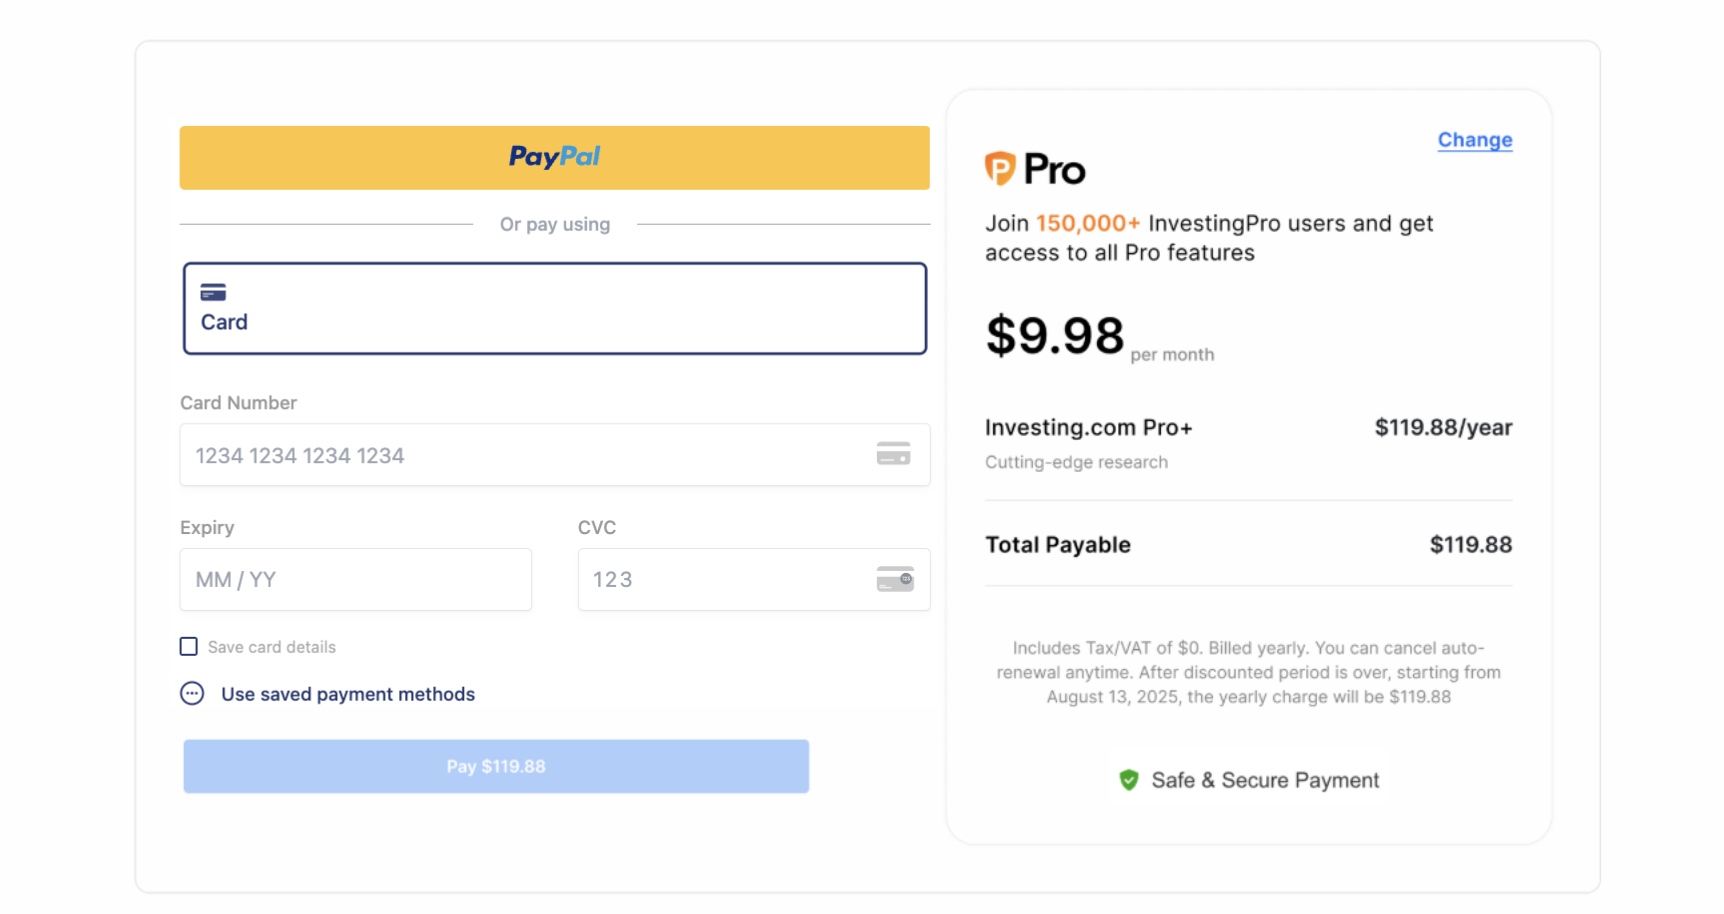 PayPal
Or pay using
Card
Card Number
1234 1234 1234 1234
Expiry
CVC
MM / YY
123
Save card details
Use saved payment methods
Pay $119.88
Change
Pro
Join 150,000+ InvestingPro users and get
access to all Pro features
$9.98 per month
Investing.com Pro+ $119.88/year
Cutting-edge research
Total Payable $119.88
Includes Tax/VAT of $0. Billed yearly. You can cancel auto-
renewal anytime. After discounted period is over, starting from
August 13, 2025, the yearly charge will be $119.88
Safe & Secure Payment